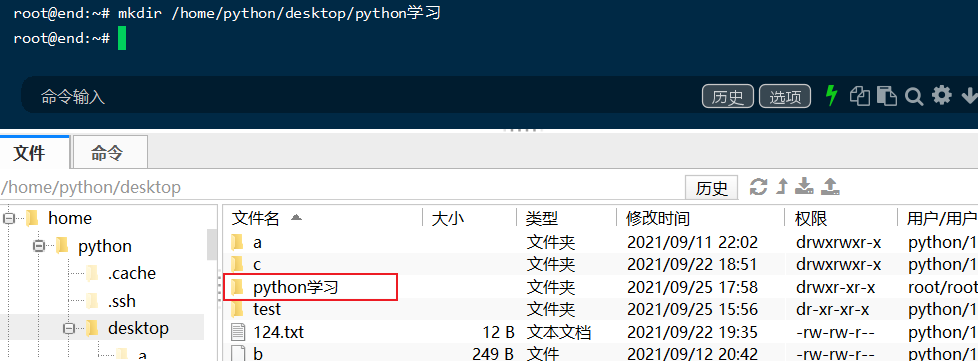 root@end:~# mkdir /home/python/desktop/python学习
root@end:~#
命令输入 历史 选项
文件 命令
/home/python/desktop 历史
home 文件名 大小 类型 修改时间 权限 用户/用户
python a 文件夹 2021/09/11 22:02 drwxrwxr-x python/1
.cache c 文件夹 2021/09/22 18:51 drwxrwxr-x python/1
python学习 文件夹 2021/09/25 17:58 drwxr-xr-x root/root
.ssh test 文件夹 2021/09/25 15:56 dr-xr-xr-x python/1
desktop 124.txt 12 B 文本文档 2021/09/22 19:35 -rw-rw-r-- python/1
a b 249 B 文件 2021/09/12 20:42 -rw-rw-r-- python/1